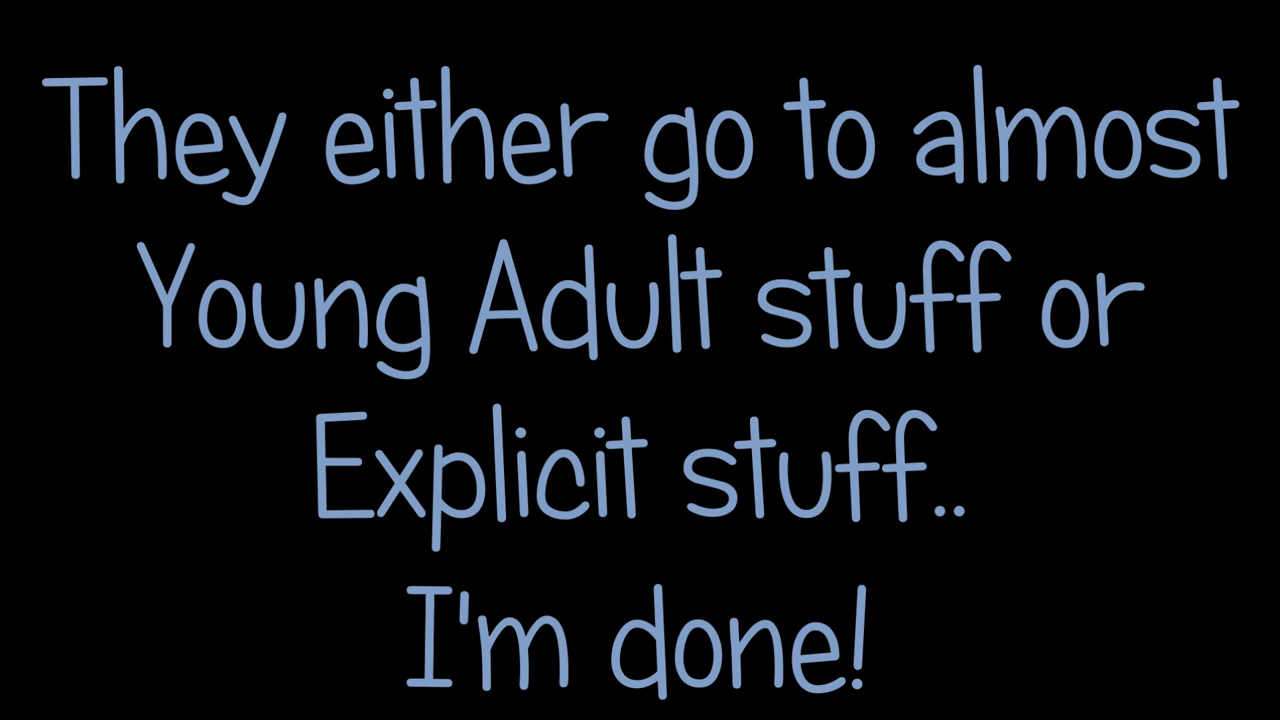 They either go to almost
Young Adult stuff or
Explicit stuff..
I'm done!